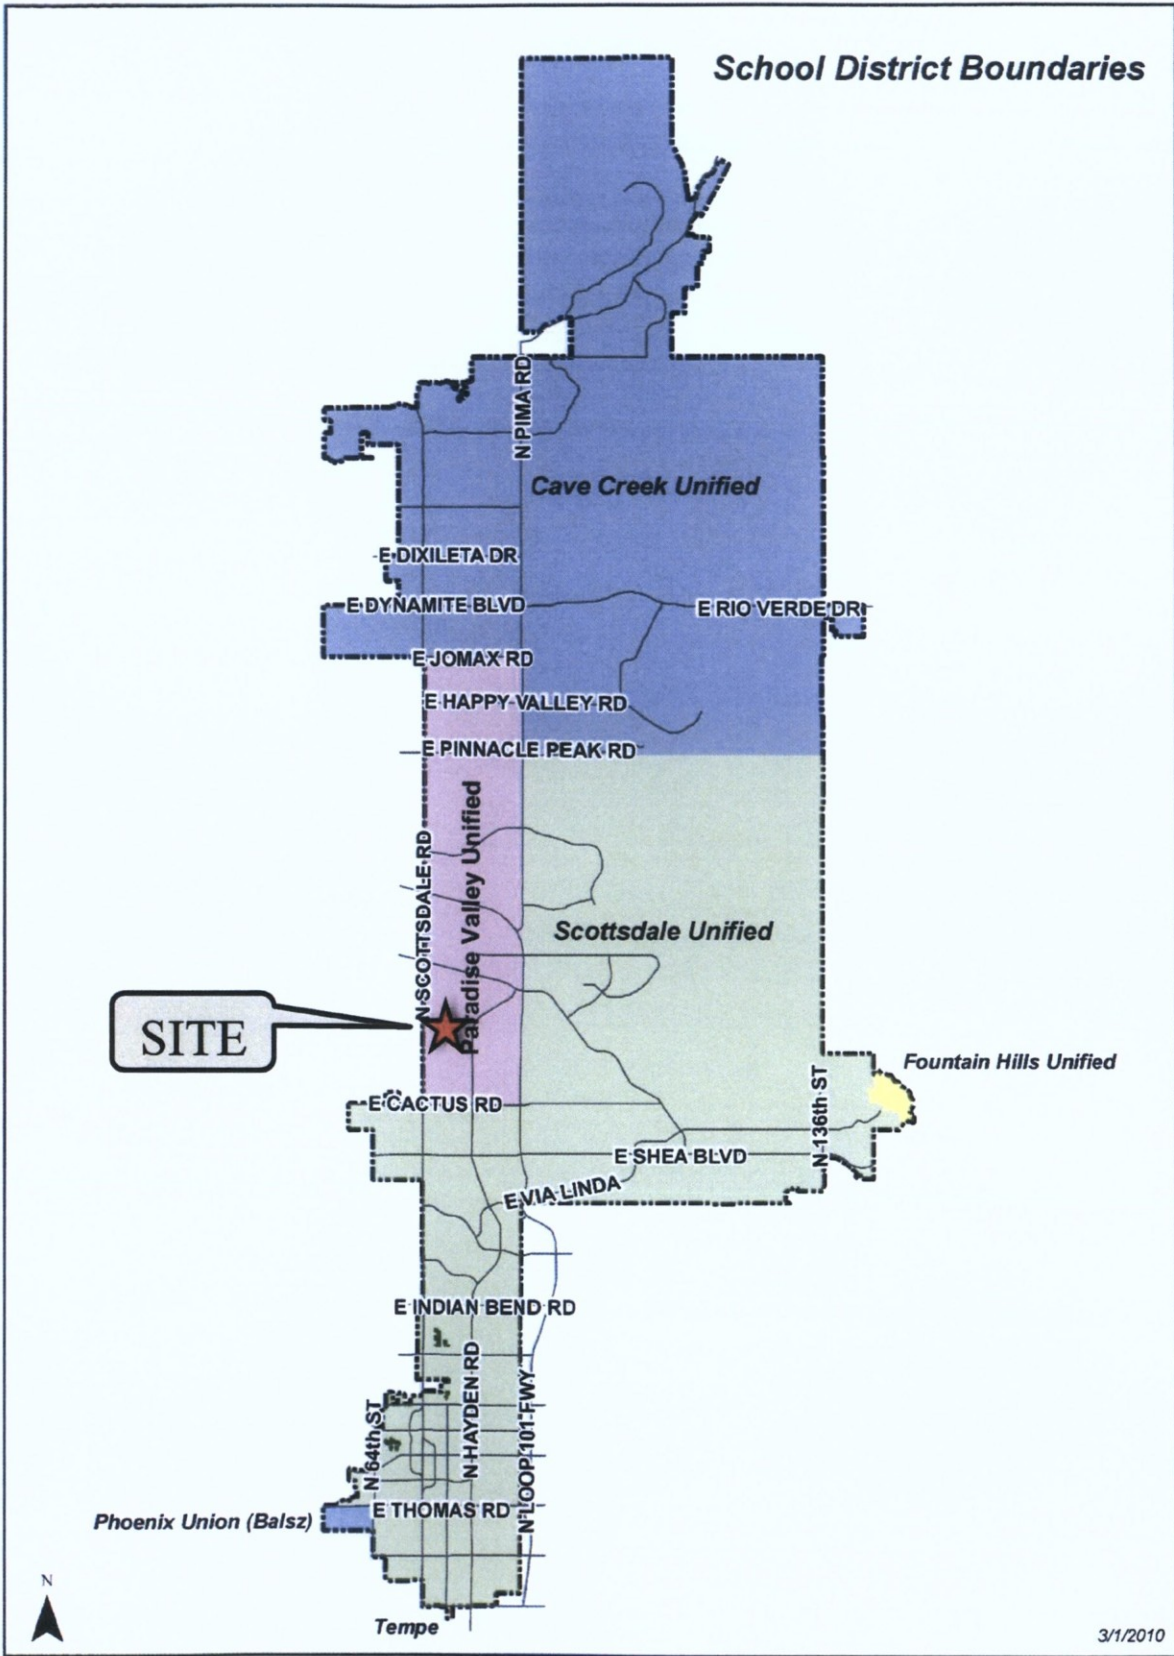 School District Boundaries
N PIMA RD
Cave Creek Unified
E DIXILETA DR
E DYNAMITE BLVD
E RIO VERDE DR
E JOMAX RD
E HAPPY VALLEY RD
E PINNACLE PEAK RD
N SCOTTSDALE RD
Paradise Valley Unified
Scottsdale Unified
SITE
Fountain Hills Unified
E CACTUS RD
N 136th ST
E SHEA BLVD
E VIA LINDA
E INDIAN BEND RD
N HAYDEN RD
N LOOP 101 FWY
N 64th ST
E THOMAS RD
Phoenix Union (Balsz)
N
Tempe
3/1/2010